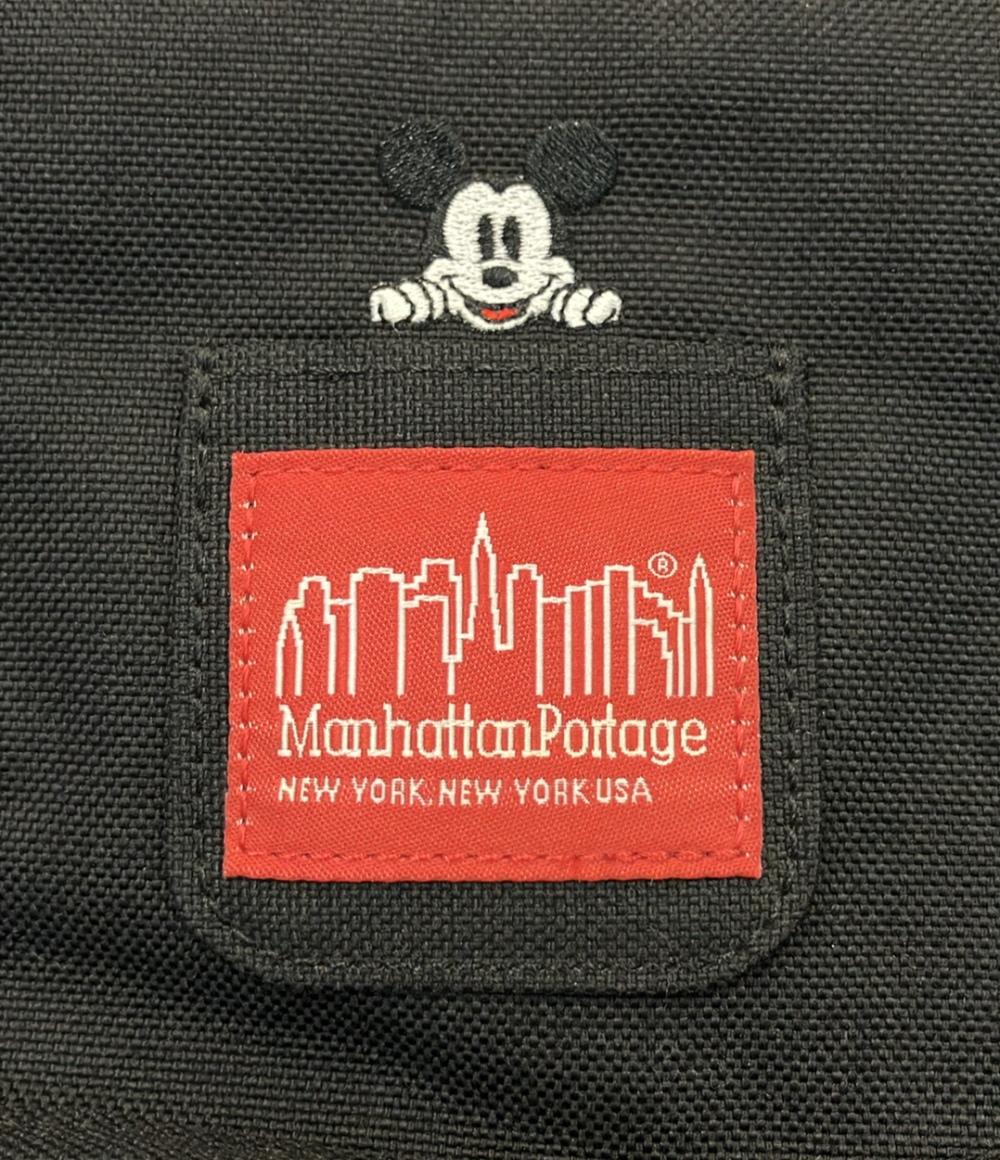 ®
ManhattanPortage
NEW YORK, NEW YORK USA